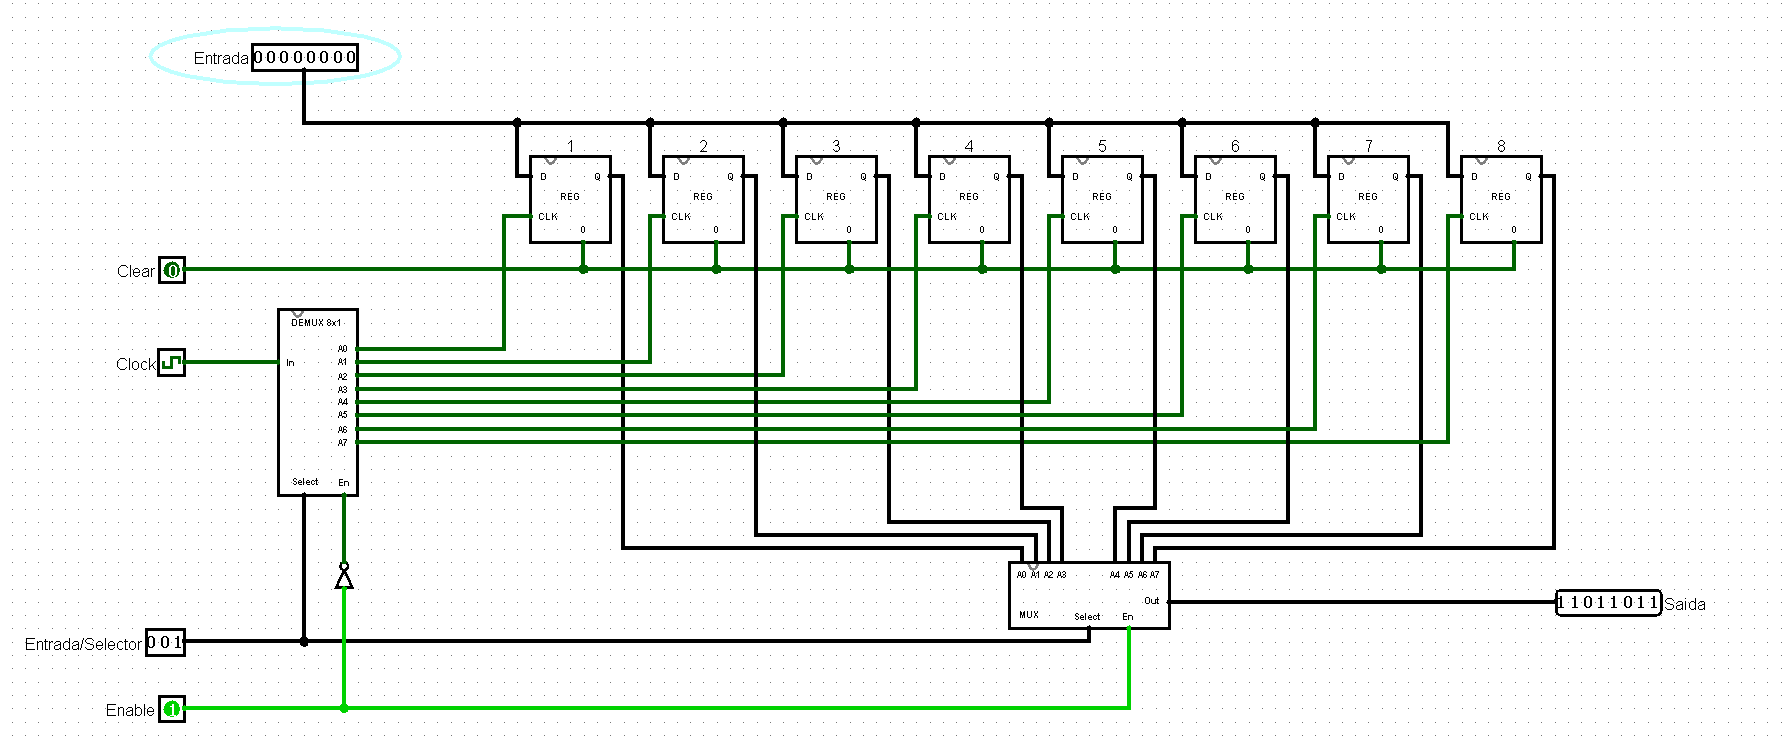 Entrada 00000000
1 2 3 4 5 6 7 8
D Q D Q D Q D Q D Q D Q D Q D Q
REG REG REG REG REG REG REG REG
CLK CLK CLK CLK CLK CLK CLK CLK
0 0 0 0 0 0 0 0
Clear 0
DEMUX 8x1
Clock In
A0
A1
A2
A3
A4
A5
A6
A7
Select En
A0 A1 A2 A3 A4 A5 A6 A7
Out
MUX Select En
11011011 Saida
Entrada/Selector 001
Enable 1